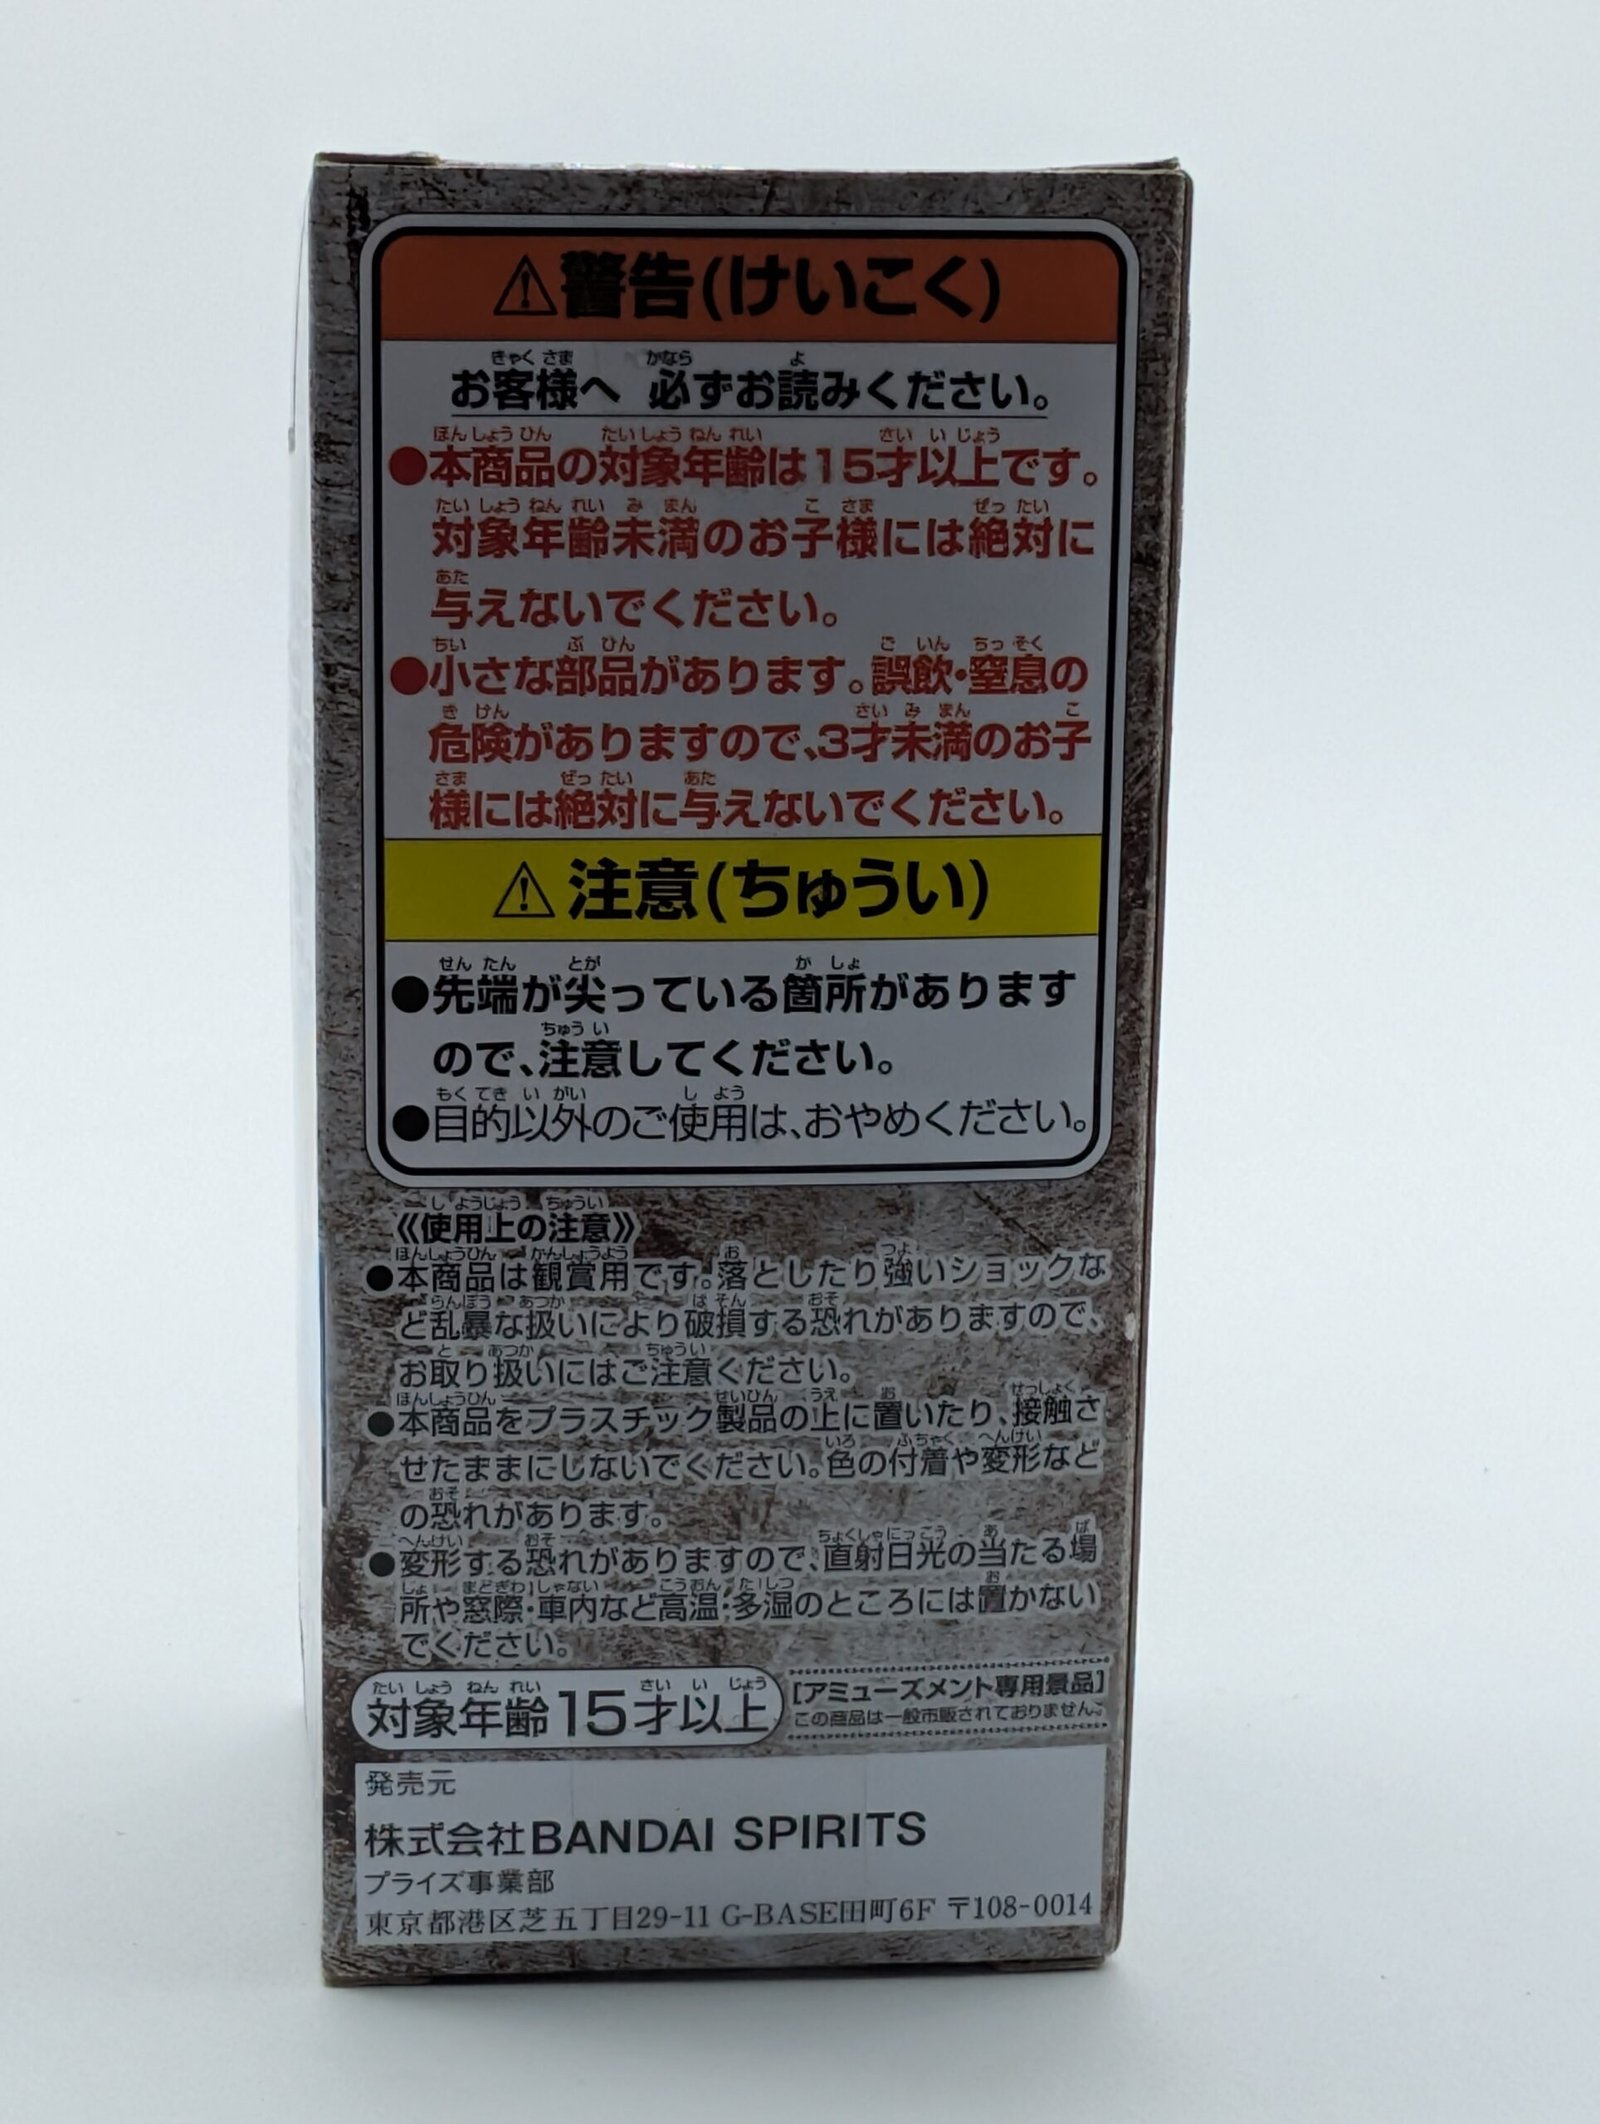 ⚠警告(けいこく)
お客様へ 必ずお読みください。
●本商品の対象年齢は15才以上です。
対象年齢未満のお子様には絶対に
与えないでください。
●小さな部品があります。誤飲・窒息の
危険がありますので、3才未満のお子
様には絶対に与えないでください。
⚠注意(ちゅうい)
●先端が尖っている箇所があります
ので、注意してください。
●目的以外のご使用は、おやめください。
《使用上の注意》
●本商品は観賞用です。落としたり強いショックな
ど乱暴な扱いにより破損する恐れがありますので、
お取り扱いにはご注意ください。
●本商品をプラスチック製品の上に置いたり、接触さ
せたままにしないでください。色の付着や変形など
の恐れがあります。
●変形する恐れがありますので、直射日光の当たる場
所や窓際・車内など高温・多湿のところには置かない
でください。
対象年齢15才以上
[アミューズメント専用景品]
この商品は一般市販されておりません。
発売元
株式会社BANDAI SPIRITS
プライズ事業部
東京都港区芝五丁目29-11 G-BASE田町6F 〒108-0014